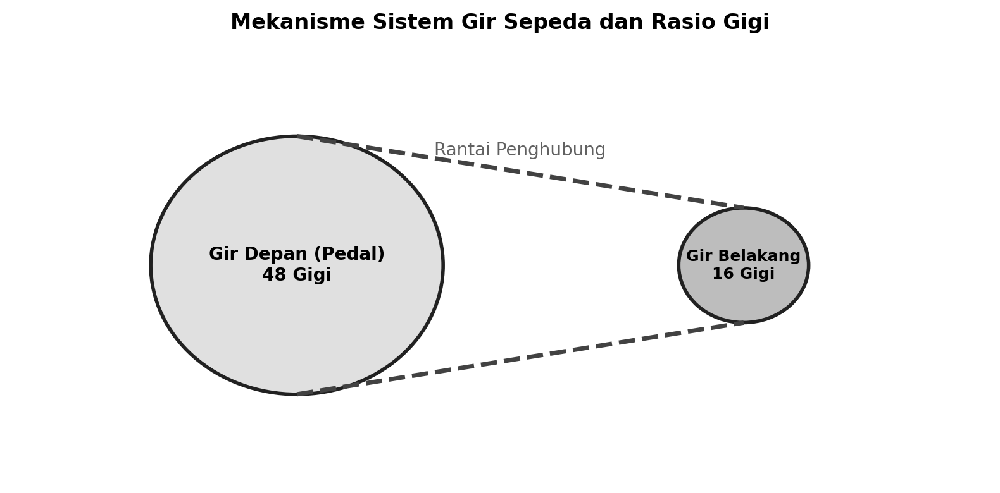 Mekanisme Sistem Gir Sepeda dan Rasio Gigi
Rantai Penghubung
Gir Depan (Pedal)
48 Gigi
Gir Belakang
16 Gigi